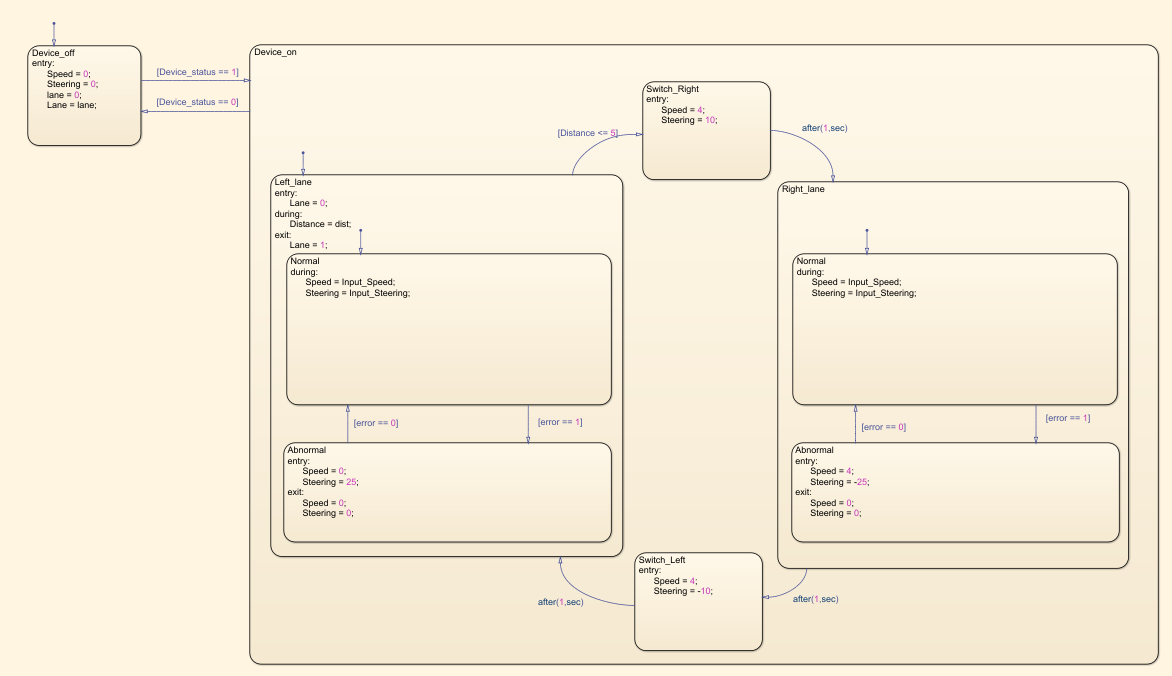 Device_off
entry:
Speed = 0;
Steering = 0;
lane = 0;
Lane = lane;
[Device_status == 1]
[Device_status == 0]
Device_on
Switch_Right
entry:
Speed = 4;
Steering = 10;
[Distance <= 5]
after(1,sec)
Left_lane
entry:
Lane = 0;
during:
Distance = dist;
exit:
Lane = 1;
Normal
during:
Speed = Input_Speed;
Steering = Input_Steering;
[error == 0]
[error == 1]
Abnormal
entry:
Speed = 0;
Steering = 25;
exit:
Speed = 0;
Steering = 0;
Right_lane
Normal
during:
Speed = Input_Speed;
Steering = Input_Steering;
[error == 0]
[error == 1]
Abnormal
entry:
Speed = 4;
Steering = -25;
exit:
Speed = 0;
Steering = 0;
Switch_Left
entry:
Speed = 4;
Steering = -10;
after(1,sec)
after(1,sec)